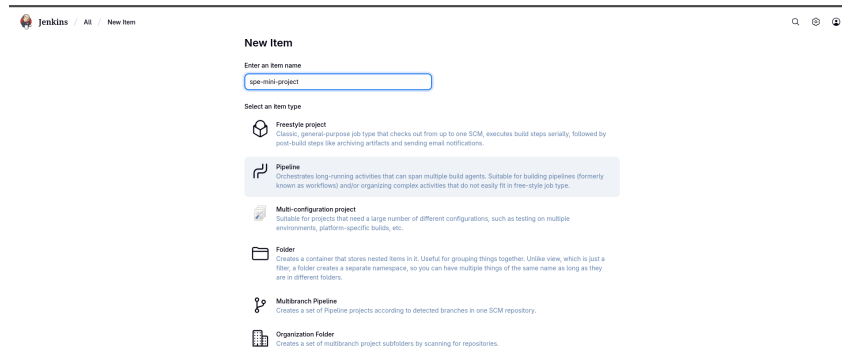 Jenkins / All / New Item
New Item
Enter an item name
spe-mini-project
Select an item type
Freestyle project
Classic, general-purpose job type that checks out from up to one SCM, executes build steps serially, followed by
post-build steps like archiving artifacts and sending email notifications.
Pipeline
Orchestrates long-running activities that can span multiple build agents. Suitable for building pipelines (formerly
known as workflows) and/or organizing complex activities that do not easily fit in free-style job type.
Multi-configuration project
Suitable for projects that need a large number of different configurations, such as testing on multiple
environments, platform-specific builds, etc.
Folder
Creates a container that stores nested items in it. Useful for grouping things together. Unlike view, which is just a
filter, a folder creates a separate namespace, so you can have multiple things of the same name as long as they
are in different folders.
Multibranch Pipeline
Creates a set of Pipeline projects according to detected branches in one SCM repository.
Organization Folder
Creates a set of multibranch project subfolders by scanning for repositories.